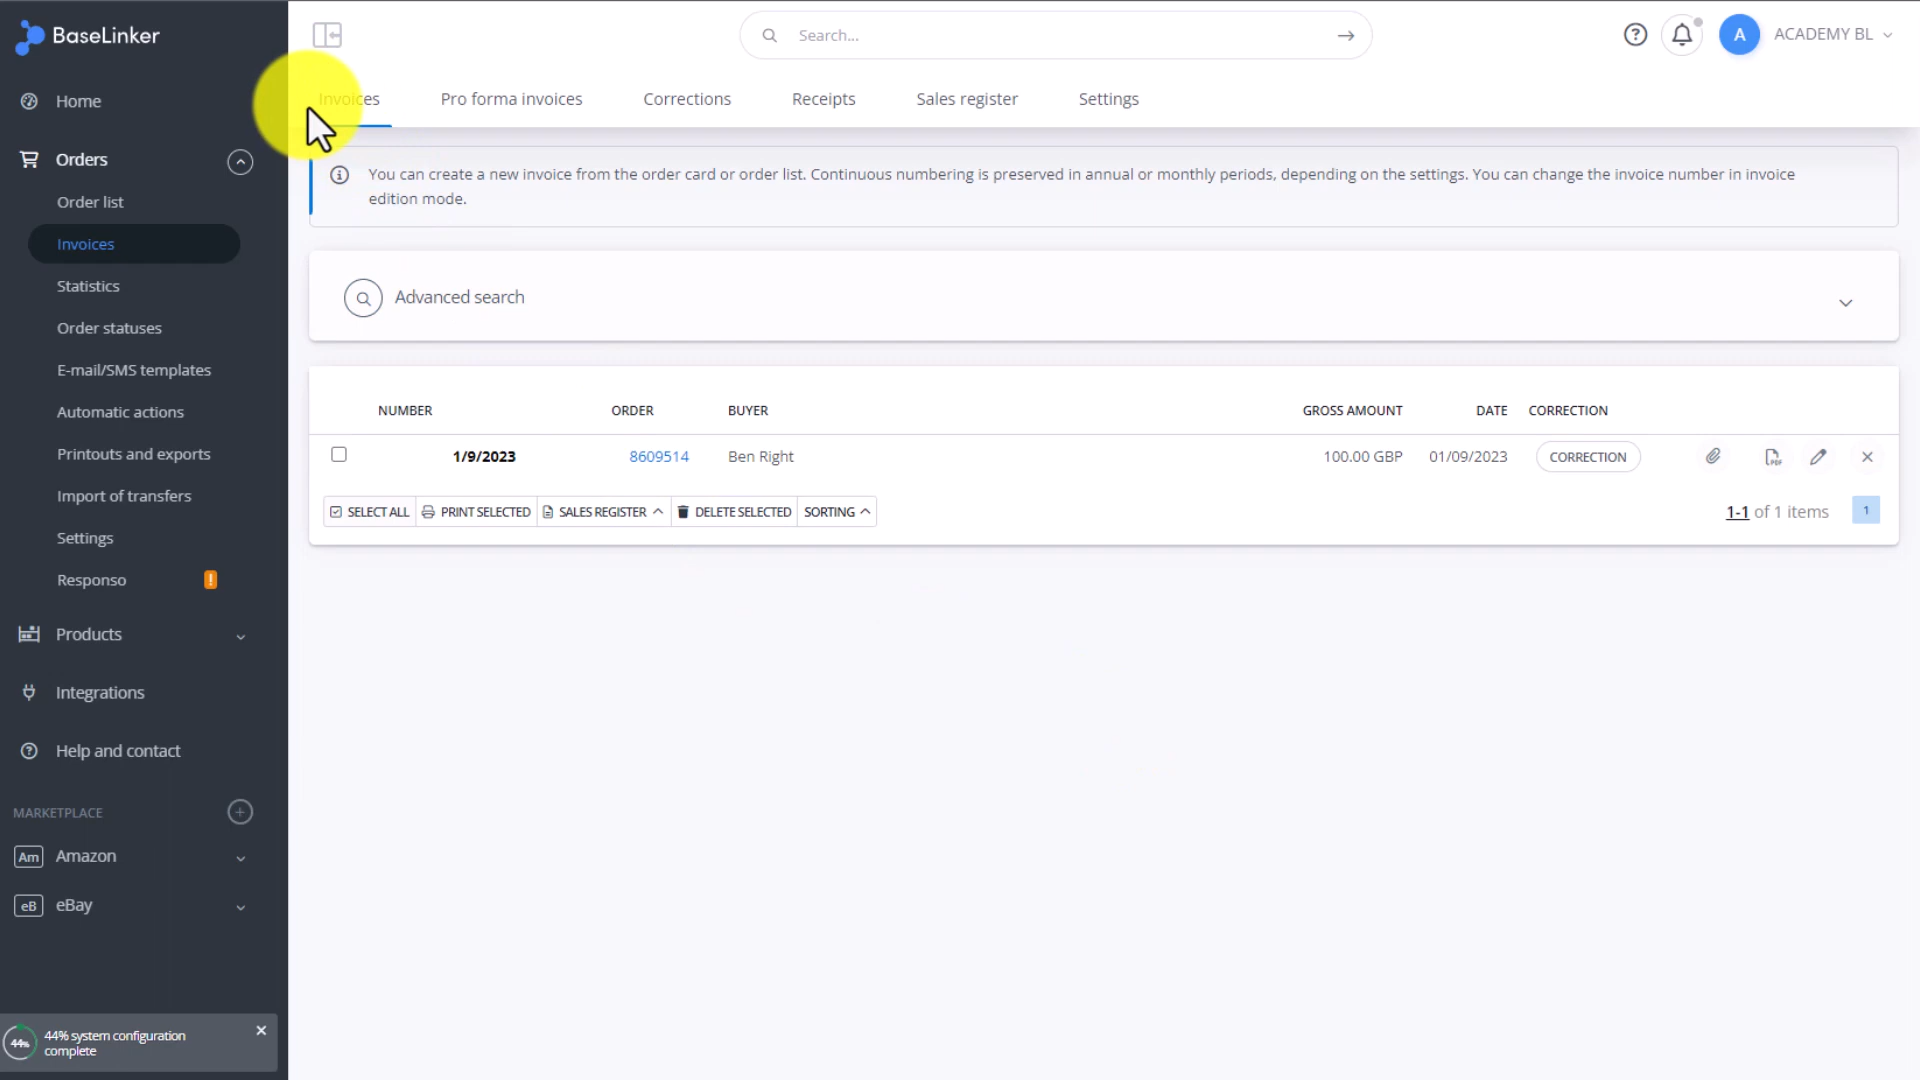 BaseLinker
Search...
A
ACADEMY BL
Home
Orders
Order list
Invoices
Statistics
Order statuses
E-mail/SMS templates
Automatic actions
Printouts and exports
Import of transfers
Settings
Responso
!
Products
Integrations
Help and contact
MARKETPLACE
Am Amazon
eB eBay
44%
44% system configuration
complete
Invoices
Pro forma invoices
Corrections
Receipts
Sales register
Settings
You can create a new invoice from the order card or order list. Continuous numbering is preserved in annual or monthly periods, depending on the settings. You can change the invoice number in invoice
edition mode.
Advanced search
NUMBER ORDER BUYER GROSS AMOUNT DATE CORRECTION
1/9/2023 8609514 Ben Right 100.00 GBP 01/09/2023 CORRECTION PDF
SELECT ALL PRINT SELECTED SALES REGISTER DELETE SELECTED SORTING 1-1 of 1 items 1